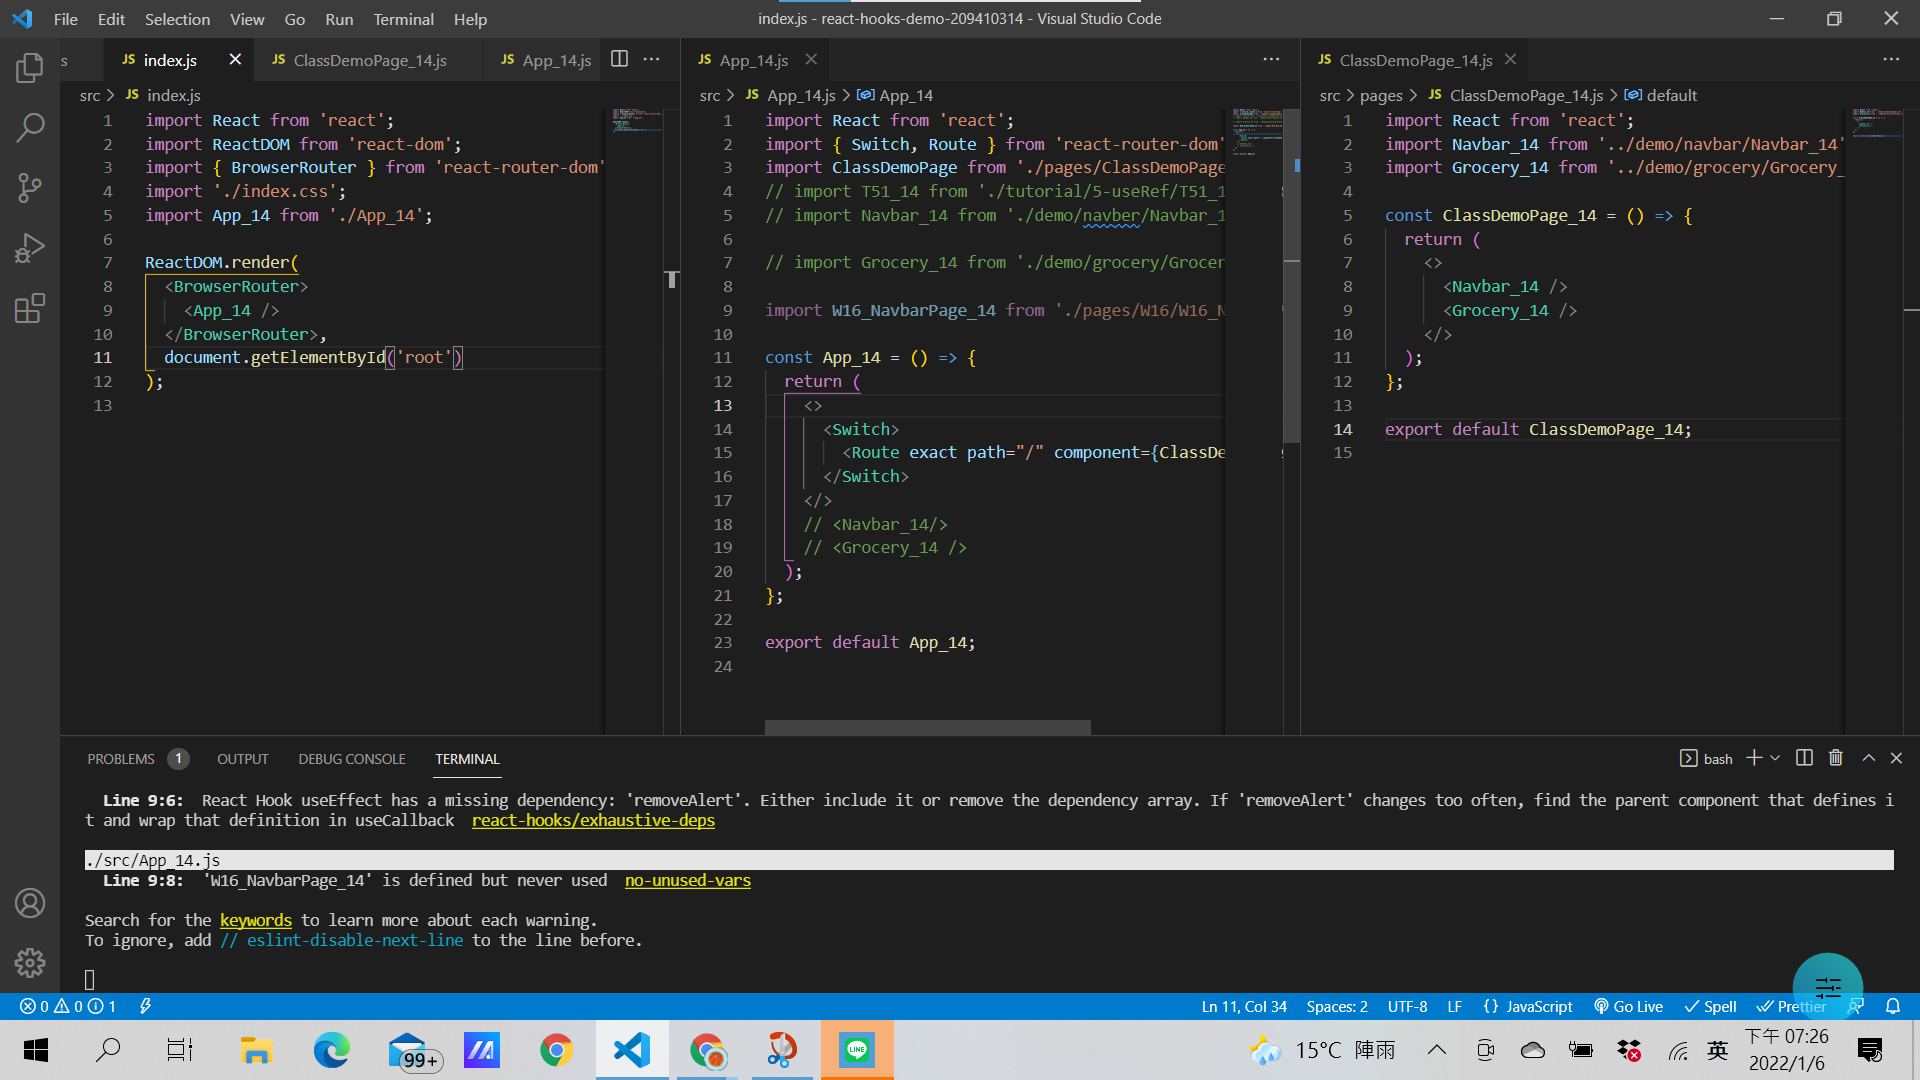 File Edit Selection View Go Run Terminal Help
index.js - react-hooks-demo-209410314 - Visual Studio Code
s
JS index.js
JS ClassDemoPage_14.js
JS App_14.js
src > JS index.js
1 import React from 'react';
2 import ReactDOM from 'react-dom';
3 import { BrowserRouter } from 'react-router-dom'
4 import './index.css';
5 import App_14 from './App_14';
6
7 ReactDOM.render(
8 <BrowserRouter>
9 <App_14 />
10 </BrowserRouter>,
11 document.getElementById('root')
12 );
13
JS App_14.js
src > JS App_14.js > App_14
1 import React from 'react';
2 import { Switch, Route } from 'react-router-dom'
3 import ClassDemoPage from './pages/ClassDemoPage
4 // import T51_14 from './tutorial/5-useRef/T51_1
5 // import Navbar_14 from './demo/navber/Navbar_1
6
7 // import Grocery_14 from './demo/grocery/Grocer
8
9 import W16_NavbarPage_14 from './pages/W16/W16_N
10
11 const App_14 = () => {
12 return (
13 <>
14 <Switch>
15 <Route exact path="/" component={ClassDe
16 </Switch>
17 </>
18 // <Navbar_14/>
19 // <Grocery_14 />
20 );
21 };
22
23 export default App_14;
24
JS ClassDemoPage_14.js
src > pages > JS ClassDemoPage_14.js > default
1 import React from 'react';
2 import Navbar_14 from '../demo/navbar/Navbar_14'
3 import Grocery_14 from '../demo/grocery/Grocery_
4
5 const ClassDemoPage_14 = () => {
6 return (
7 <>
8 <Navbar_14 />
9 <Grocery_14 />
10 </>
11 );
12 };
13
14 export default ClassDemoPage_14;
15
PROBLEMS 1 OUTPUT DEBUG CONSOLE TERMINAL
bash
Line 9:6: React Hook useEffect has a missing dependency: 'removeAlert'. Either include it or remove the dependency array. If 'removeAlert' changes too often, find the parent component that defines i
t and wrap that definition in useCallback react-hooks/exhaustive-deps
./src/App_14.js
Line 9:8: 'W16_NavbarPage_14' is defined but never used no-unused-vars
Search for the keywords to learn more about each warning.
To ignore, add // eslint-disable-next-line to the line before.
0 0 1
Ln 11, Col 34 Spaces: 2 UTF-8 LF {} JavaScript Go Live Spell Prettier
99+
LINE
15°C 陣雨
英
下午 07:26
2022/1/6